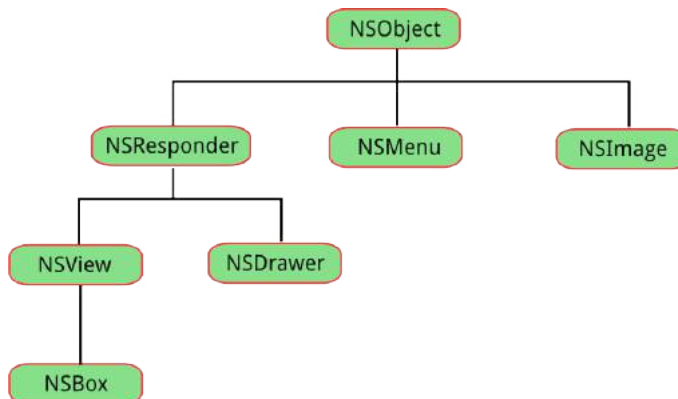 NSObject
NSResponder
NSMenu
NSImage
NSView
NSDrawer
NSBox